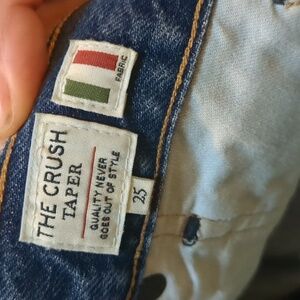 FABRIC
THE CRUSH
TAPER
QUALITY NEVER
GOES OUT OF STYLE
25